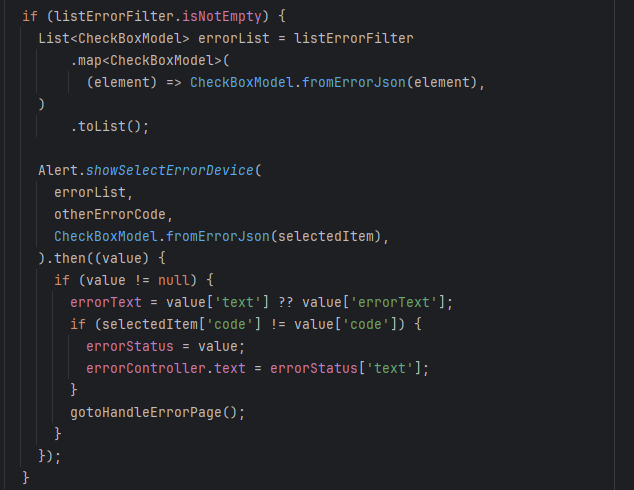 if (listErrorFilter.isNotEmpty) {
  List<CheckBoxModel> errorList = listErrorFilter
      .map<CheckBoxModel>(
        (element) => CheckBoxModel.fromErrorJson(element),
  )
      .toList();

  Alert.showSelectErrorDevice(
    errorList,
    otherErrorCode,
    CheckBoxModel.fromErrorJson(selectedItem),
  ).then((value) {
    if (value != null) {
      errorText = value['text'] ?? value['errorText'];
      if (selectedItem['code'] != value['code']) {
        errorStatus = value;
        errorController.text = errorStatus['text'];
      }
      gotoHandleErrorPage();
    }
  });
}